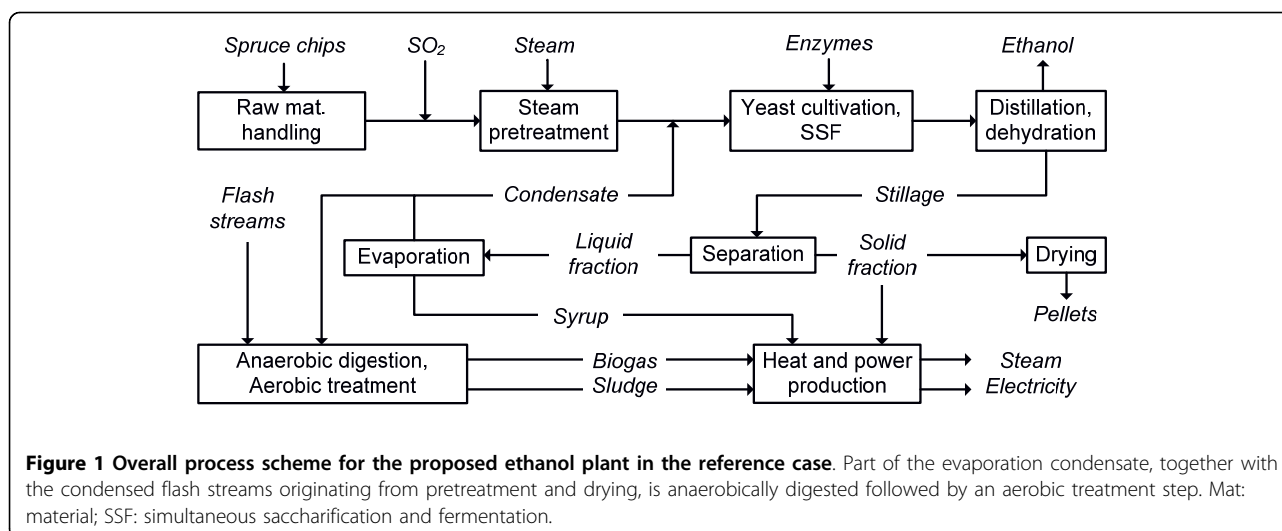 Spruce chips
SO2
Steam
Enzymes
Ethanol
Raw mat.
handling
Steam
pretreatment
Yeast cultivation,
SSF
Distillation,
dehydration
Flash
streams
Condensate
Stillage
Evaporation
Liquid
fraction
Separation
Solid
fraction
Drying
Syrup
Pellets
Anaerobic digestion,
Aerobic treatment
Biogas
Sludge
Heat and power
production
Steam
Electricity
Figure 1 Overall process scheme for the proposed ethanol plant in the reference case. Part of the evaporation condensate, together with
the condensed flash streams originating from pretreatment and drying, is anaerobically digested followed by an aerobic treatment step. Mat:
material; SSF: simultaneous saccharification and fermentation.